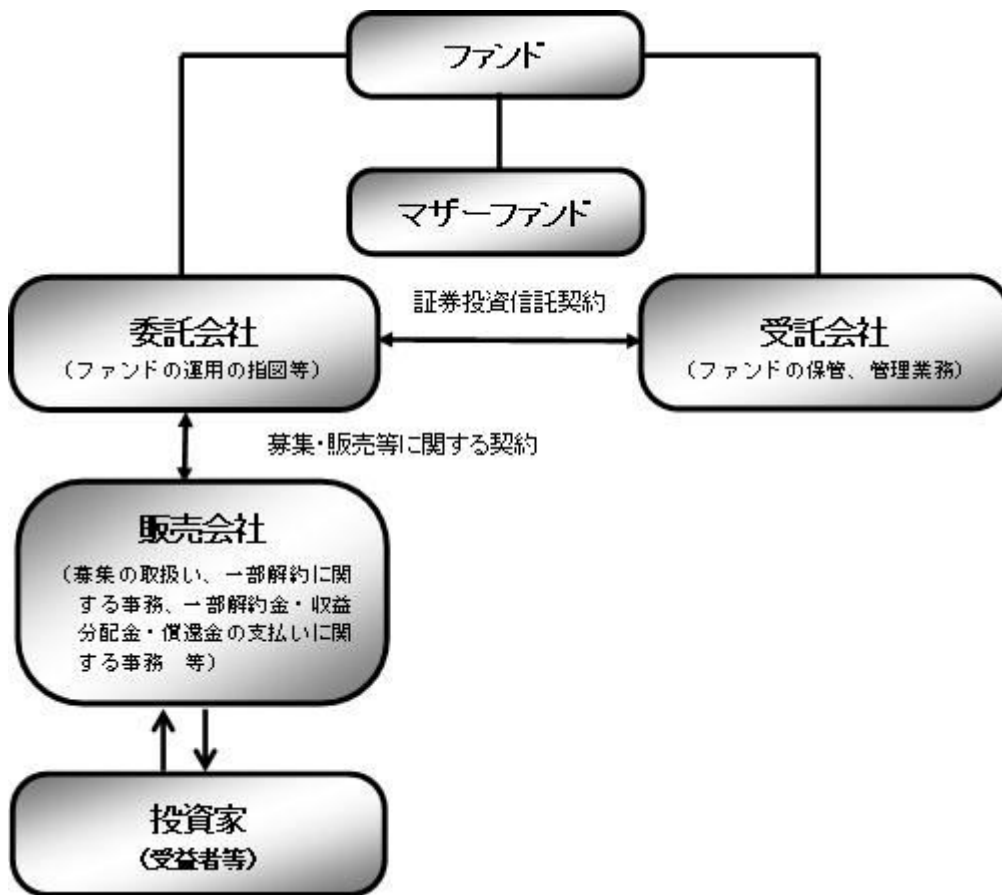 ファンド
マザーファンド
証券投資信託契約
委託会社
（ファンドの運用の指図等）
受託会社
（ファンドの保管、管理業務）
募集・販売等に関する契約
販売会社
（募集の取扱い、一部解約に関
する事務、一部解約金・収益
分配金・償還金の支払いに関
する事務　等）
投資家
（受益者等）